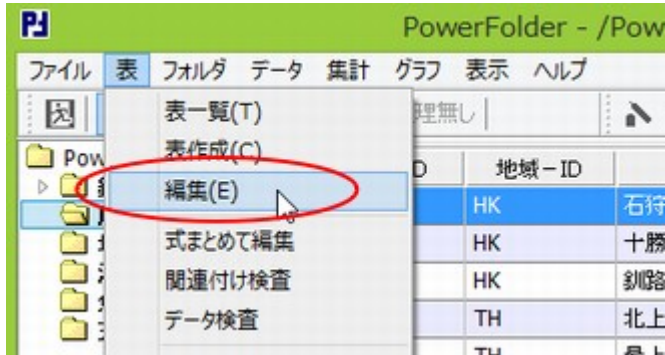 PowerFolder - /Pow
ファイル 表 フォルダ データ 集計 グラフ 表示 ヘルプ
表一覧(T)
理無し
表作成(C)
Pow
D 地域-ID
編集(E)
HK 石狩
式まとめて編集
HK 十勝
関連付け検査
HK 釧路
データ検査
TH 北上
TH 最上